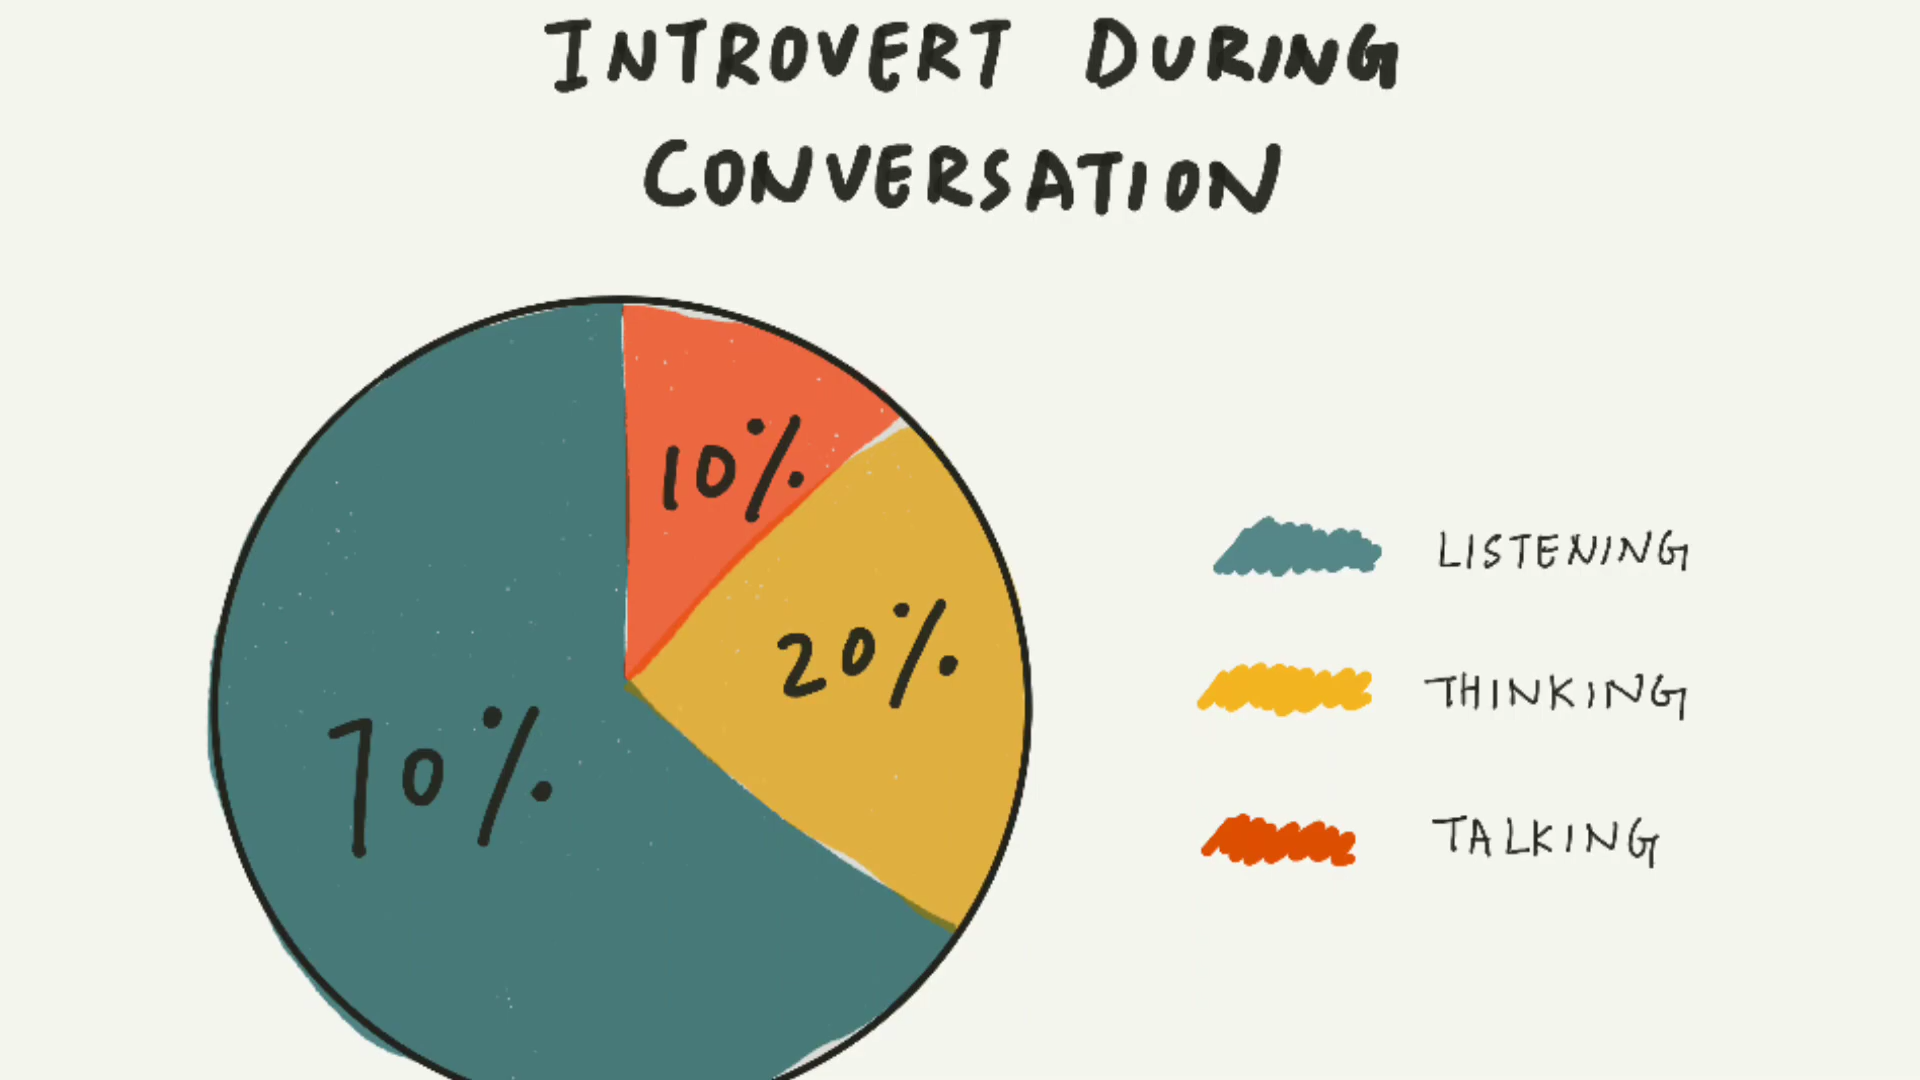 INTROVERT DURING
CONVERSATION
10%
20%
70%
LISTENING
THINKING
TALKING